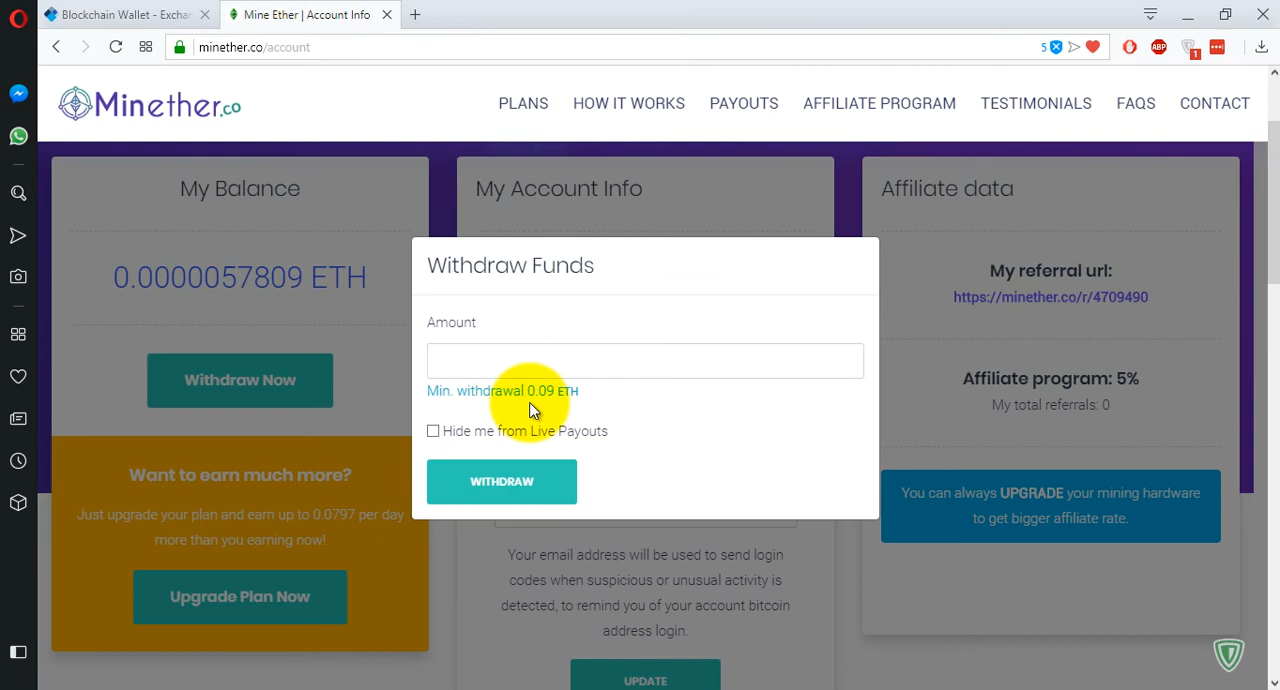 Blockchain Wallet - Exchan
Mine Ether | Account Info
minether.co/account
5
ABP
1
Minether.co
PLANS
HOW IT WORKS
PAYOUTS
AFFILIATE PROGRAM
TESTIMONIALS
FAQS
CONTACT
My Balance
0.0000057809 ETH
Withdraw Now
Want to earn much more?
Just upgrade your plan and earn up to 0.0797 per day
more than you earning now!
Upgrade Plan Now
My Account Info
Withdraw Funds
Amount
Min. withdrawal 0.09 ETH
Hide me from Live Payouts
WITHDRAW
Your email address will be used to send login
codes when suspicious or unusual activity is
detected, to remind you of your account bitcoin
address login.
UPDATE
Affiliate data
My referral url:
https://minether.co/r/4709490
Affiliate program: 5%
My total referrals: 0
You can always UPGRADE your mining hardware
to get bigger affiliate rate.